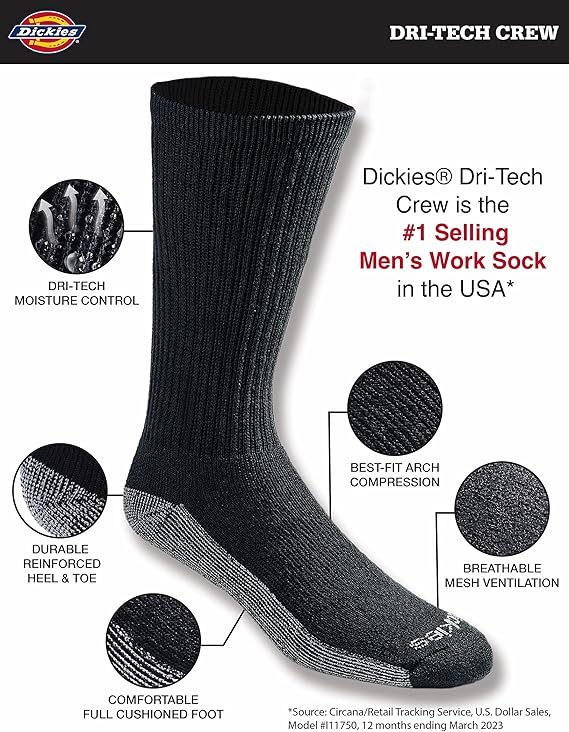 Dickies
DRI-TECH CREW
Dickies® Dri-Tech
Crew is the
#1 Selling
Men's Work Sock
in the USA*
DRI-TECH
MOISTURE CONTROL
BEST-FIT ARCH
COMPRESSION
DURABLE
REINFORCED
HEEL & TOE
BREATHABLE
MESH VENTILATION
COMFORTABLE
FULL CUSHIONED FOOT
Dickies
*Source: Circana/Retail Tracking Service, U.S. Dollar Sales,
Model #I11750, 12 months ending March 2023